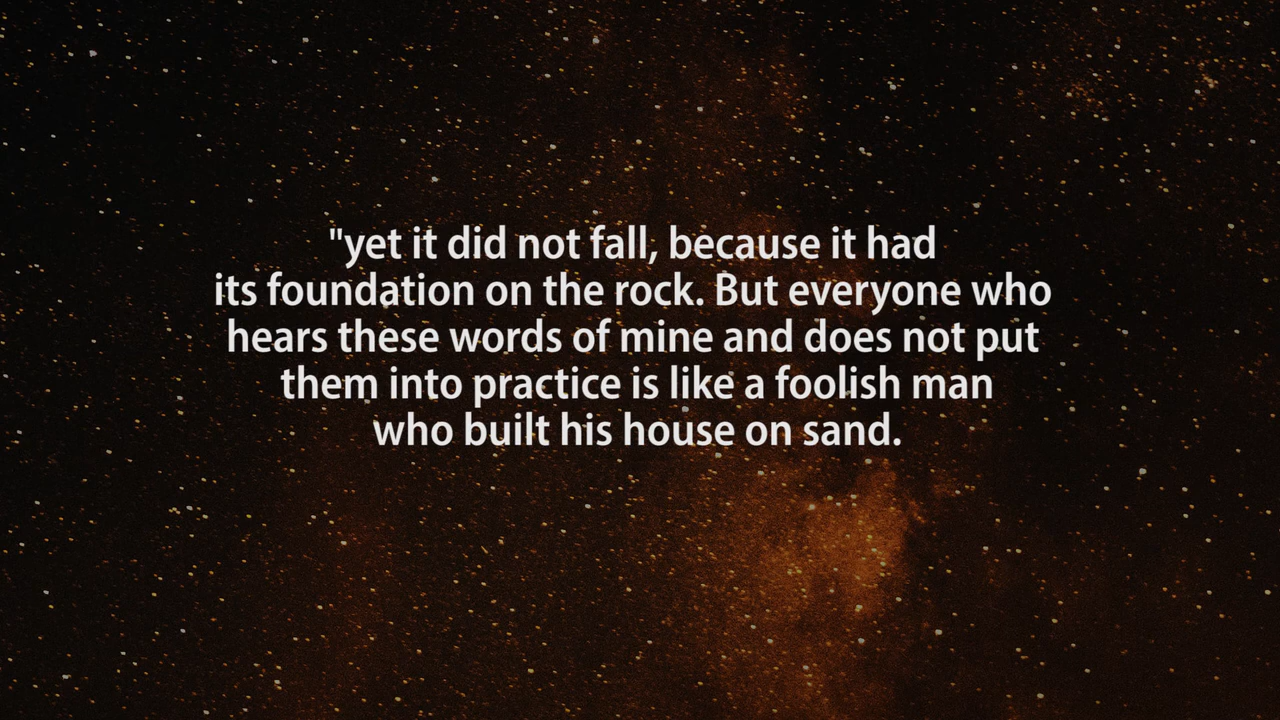 "yet it did not fall, because it had
its foundation on the rock. But everyone who
hears these words of mine and does not put
them into practice is like a foolish man
who built his house on sand.